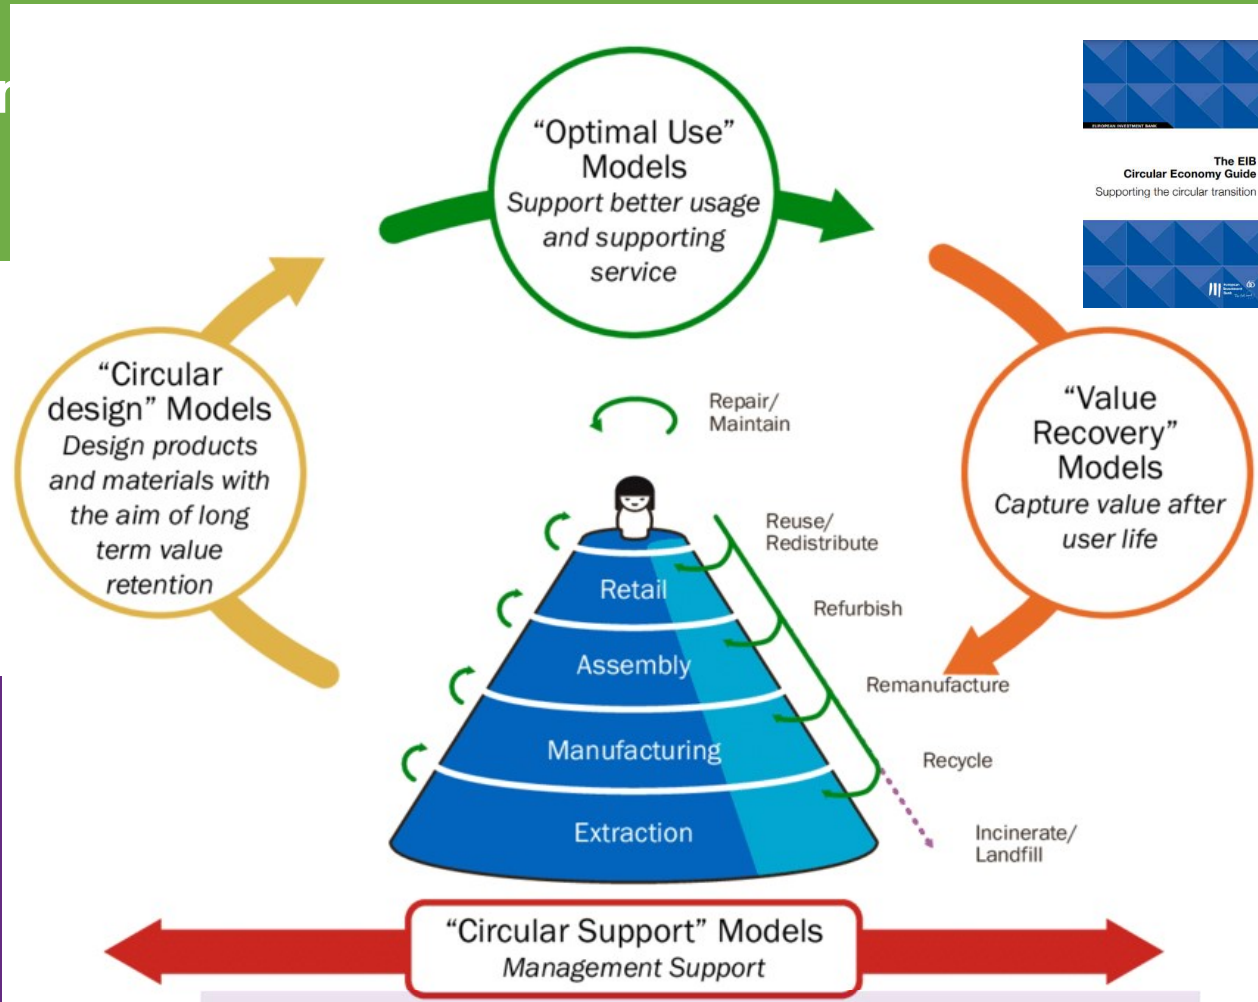 “Optimal Use”
Models
Support better usage
and supporting
service
EUROPEAN INVESTMENT BANK
The EIB
Circular Economy Guide
Supporting the circular transition
“Circular
design” Models
Design products
and materials with
the aim of long
term value
retention
“Value
Recovery”
Models
Capture value after
user life
Repair/
Maintain
Reuse/
Redistribute
Refurbish
Remanufacture
Recycle
Incinerate/
Landfill
Retail
Assembly
Manufacturing
Extraction
“Circular Support” Models
Management Support